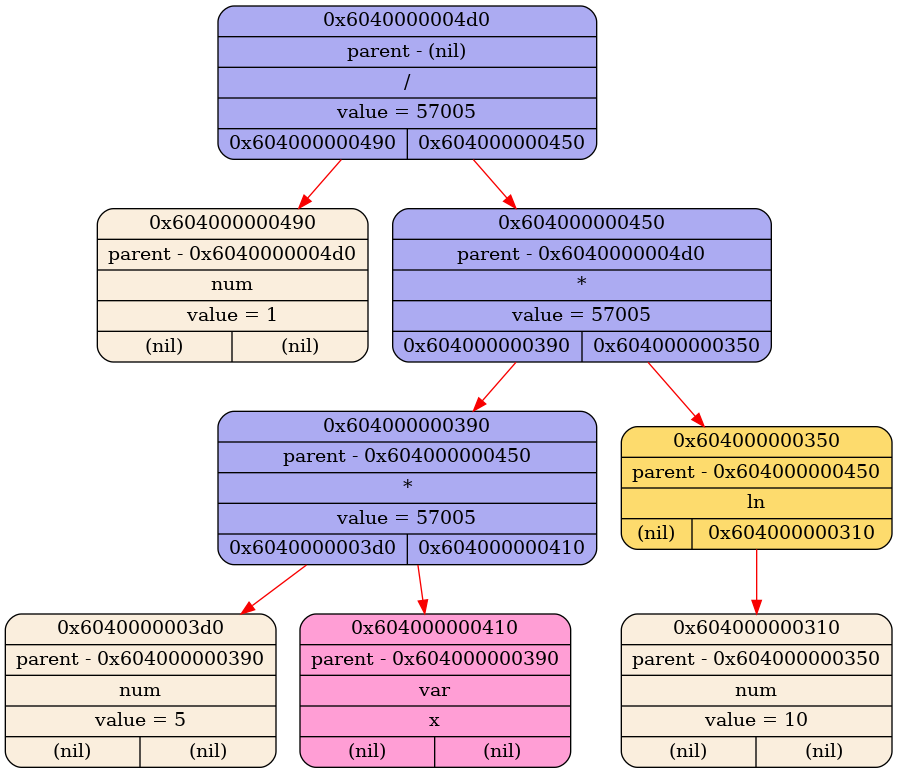 0x6040000004d0
parent - (nil)
/
value = 57005
0x604000000490 0x604000000450
0x604000000490
parent - 0x6040000004d0
num
value = 1
(nil) (nil)
0x604000000450
parent - 0x6040000004d0
*
value = 57005
0x604000000390 0x604000000350
0x604000000390
parent - 0x604000000450
*
value = 57005
0x6040000003d0 0x604000000410
0x604000000350
parent - 0x604000000450
ln
(nil) 0x604000000310
0x6040000003d0
parent - 0x604000000390
num
value = 5
(nil) (nil)
0x604000000410
parent - 0x604000000390
var
x
(nil) (nil)
0x604000000310
parent - 0x604000000350
num
value = 10
(nil) (nil)